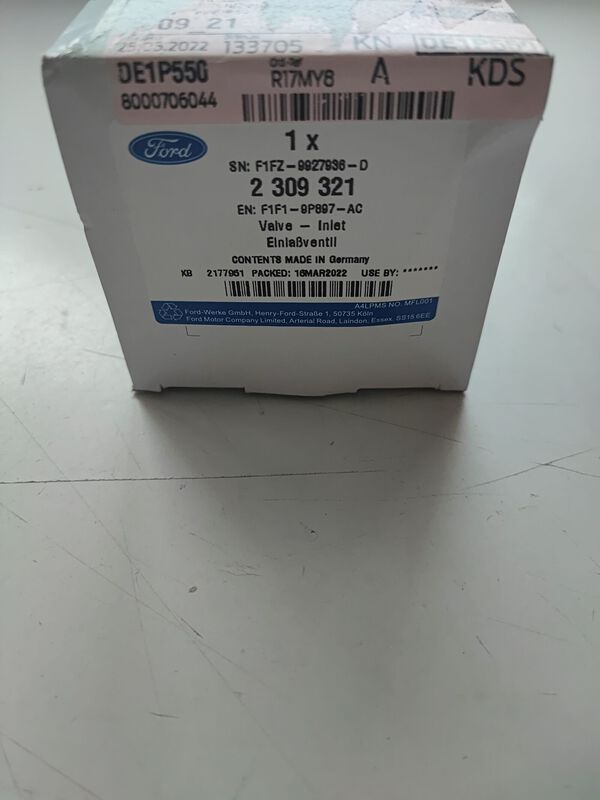 09 21
25.03.2022 133705 KN
DE1P550 R17MY8 A KDS
8000706044
Ford
1 x
SN: F1FZ-9927936-D
2 309 321
EN: F1F1-9P697-AC
Valve - Inlet
Einlaßventil
CONTENTS MADE IN Germany
KB 2177961 PACKED: 16MAR2022 USE BY: *******
A4LPMS NO. MFL001
Ford-Werke GmbH, Henry-Ford-Straße 1, 50735 Köln
Ford Motor Company Limited, Arterial Road, Laindon, Essex. SS15 6EE